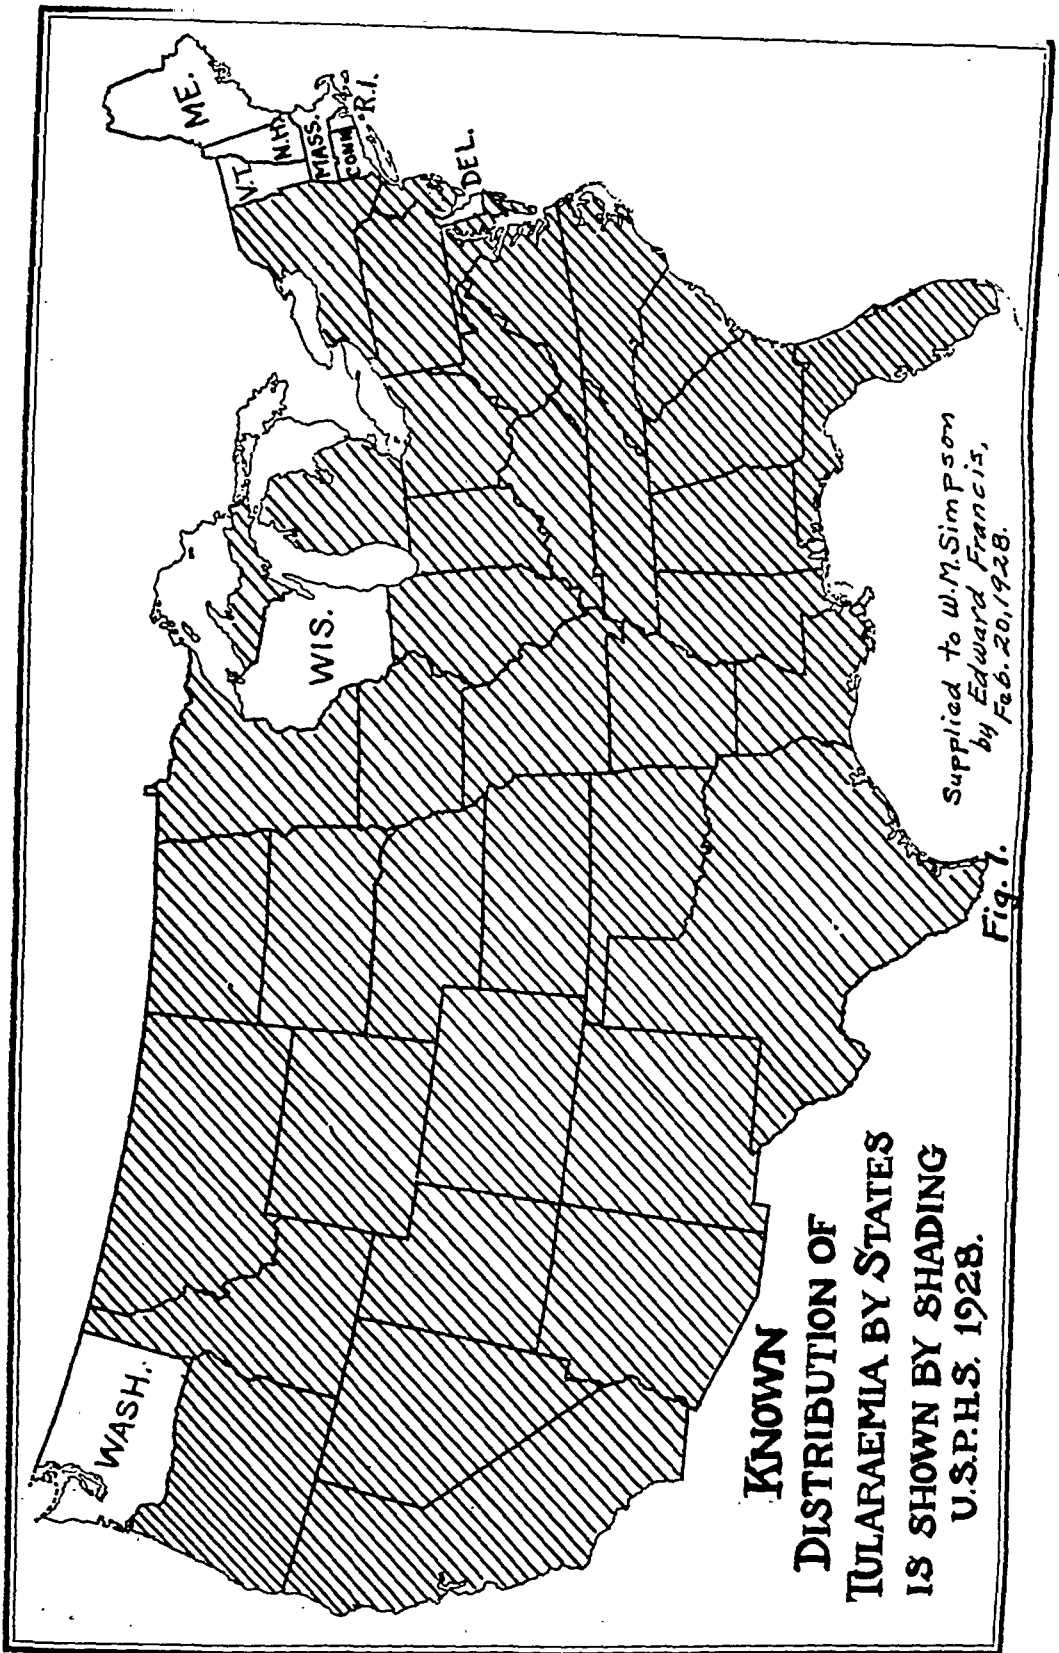 WASH.
WIS.
ME.
V.T.
N.H.
MASS.
CONN
R.I.
DEL.
KNOWN
DISTRIBUTION OF
TULARAEMIA BY STATES
IS SHOWN BY SHADING
U.S.P.H.S. 1928.
Fig. 1.
Supplied to W.M. Simpson
by Edward Francis,
Feb. 20, 1928.